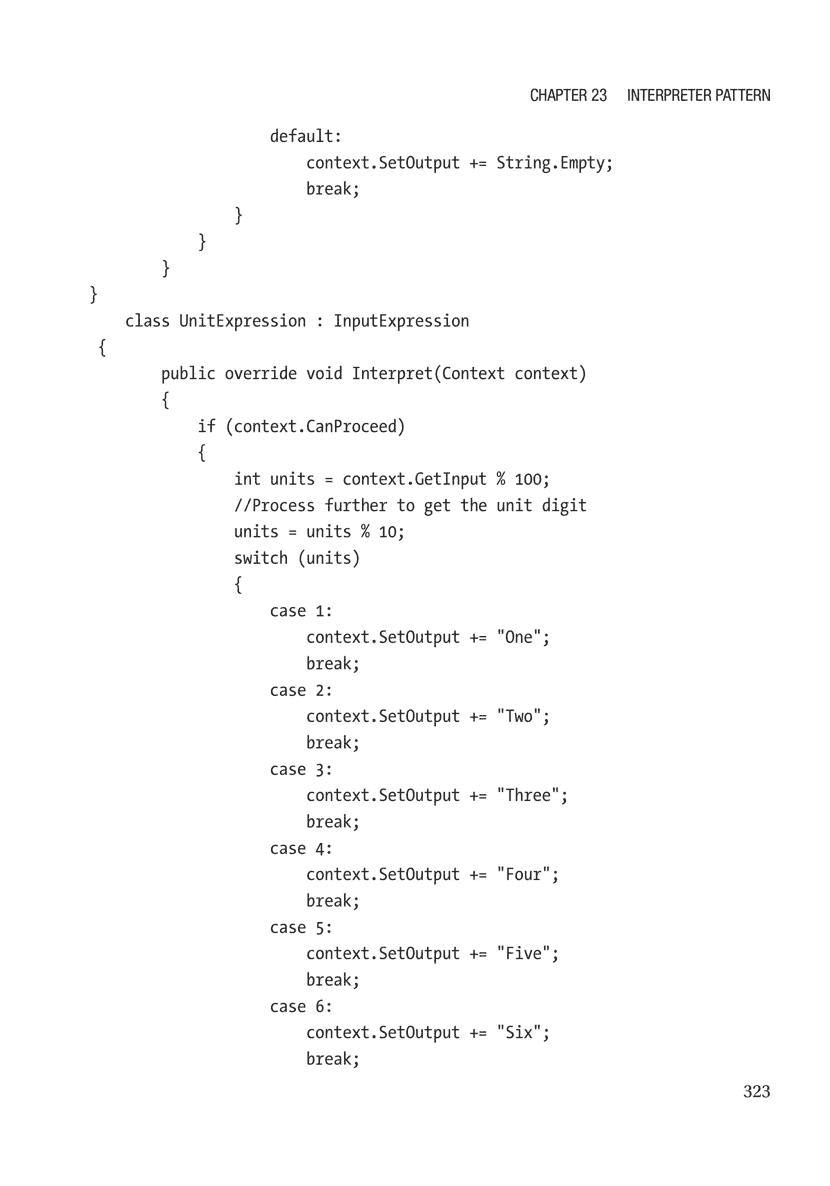 CHAPTER 23 INTERPRETER PATTERN
default:
context.SetOutput += String.Empty;
break;
}
}
}
}
class UnitExpression : InputExpression
{
public override void Interpret(Context context)
{
if (context.CanProceed)
{
int units = context.GetInput % 100;
//Process further to get the unit digit
units = units % 10;
switch (units)
{
case 1:
context.SetOutput += "One";
break;
case 2:
context.SetOutput += "Two";
break;
case 3:
context.SetOutput += "Three";
break;
case 4:
context.SetOutput += "Four";
break;
case 5:
context.SetOutput += "Five";
break;
case 6:
context.SetOutput += "Six";
break;
323